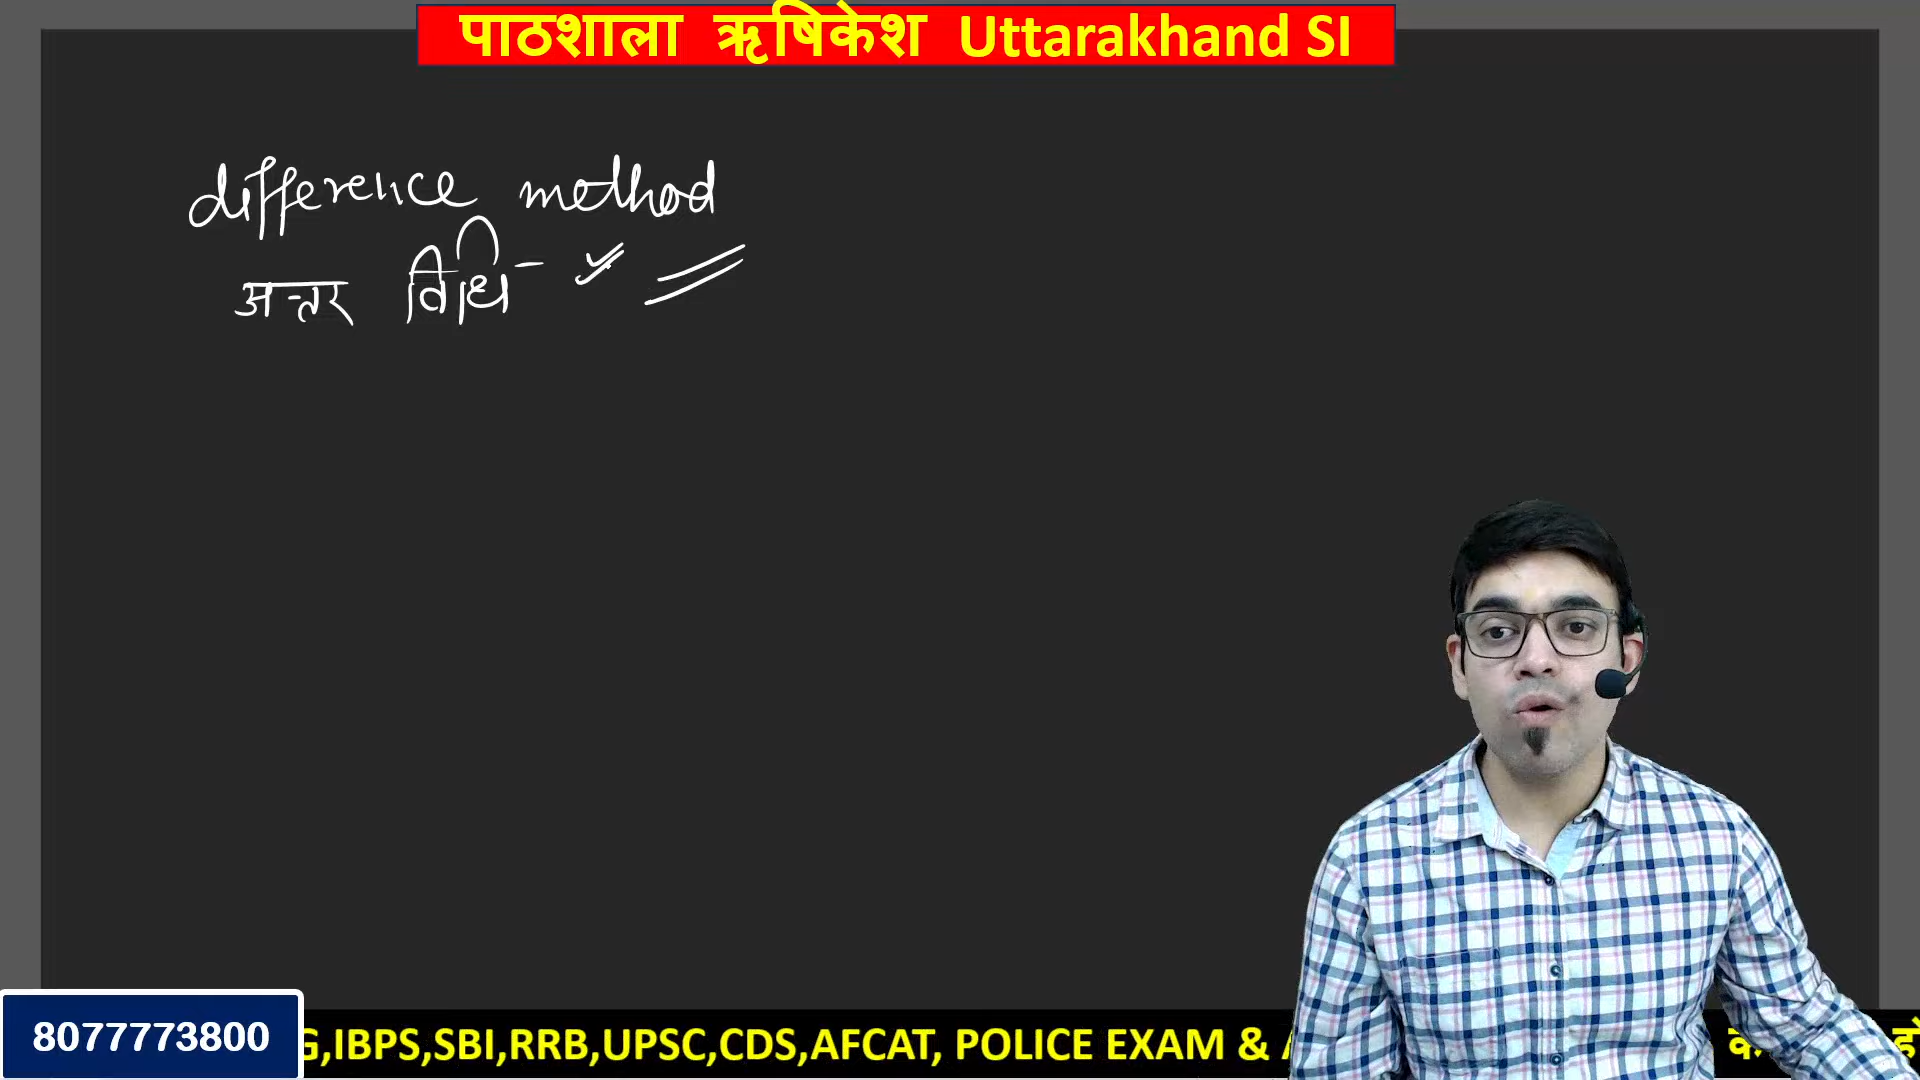 पाठशाला ऋषिकेश Uttarakhand SI
difference method
अन्तर विधि
8077773800
G,IBPS,SBI,RRB,UPSC,CDS,AFCAT, POLICE EXAM &